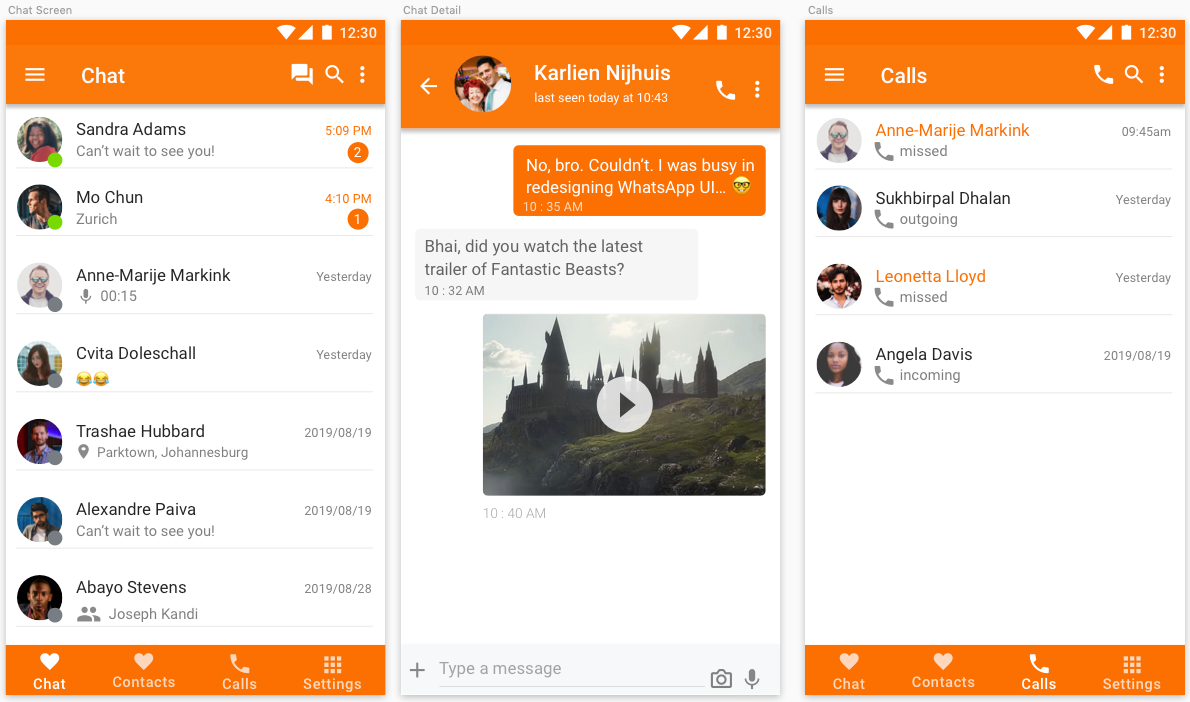 Chat Screen
12:30
Chat
Sandra Adams
5:09 PM
Can’t wait to see you!
2
Mo Chun
4:10 PM
Zurich
1
Anne-Marije Markink
Yesterday
00:15
Cvita Doleschall
Yesterday
😂😂
Trashae Hubbard
2019/08/19
Parktown, Johannesburg
Alexandre Paiva
2019/08/19
Can’t wait to see you!
Abayo Stevens
2019/08/28
Joseph Kandi
Chat
Contacts
Calls
Settings
Chat Detail
12:30
Karlien Nijhuis
last seen today at 10:43
No, bro. Couldn’t. I was busy in
redesigning WhatsApp UI... 🤓
10 : 35 AM
Bhai, did you watch the latest
trailer of Fantastic Beasts?
10 : 32 AM
10 : 40 AM
Type a message
Calls
12:30
Calls
Anne-Marije Markink
09:45am
missed
Sukhbirpal Dhalan
Yesterday
outgoing
Leonetta Lloyd
Yesterday
missed
Angela Davis
2019/08/19
incoming
Chat
Contacts
Calls
Settings